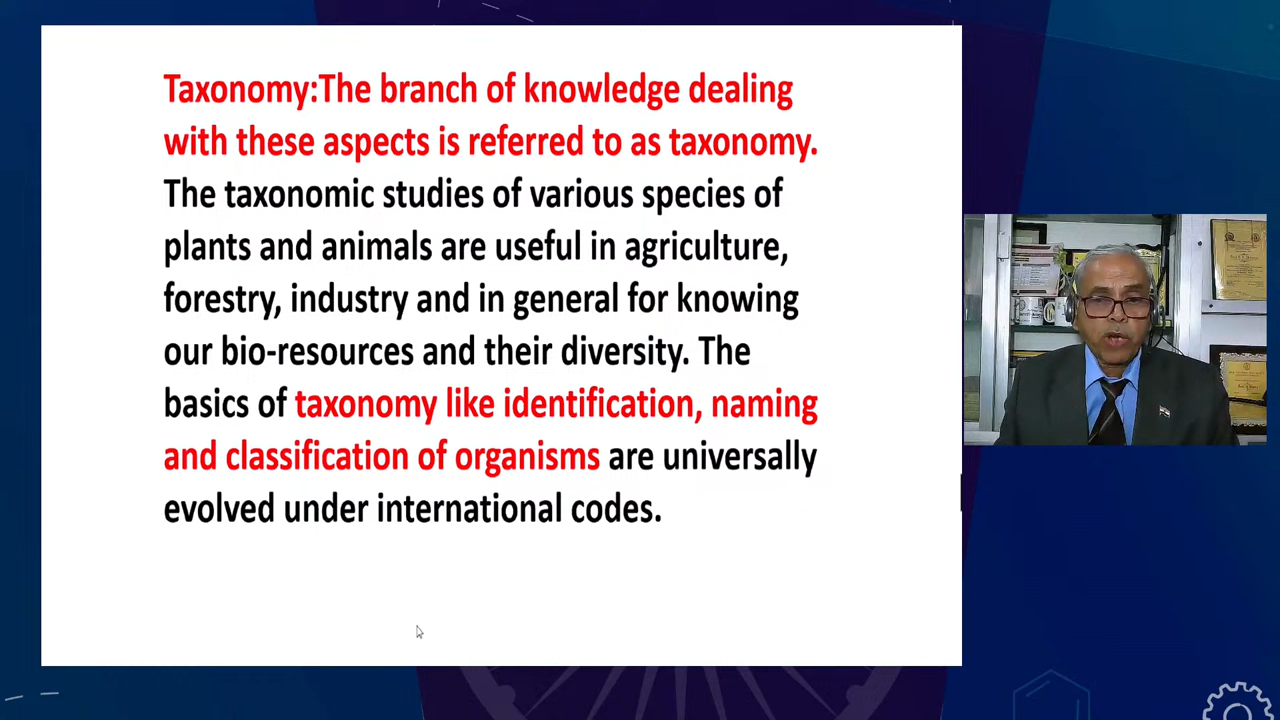 Taxonomy:The branch of knowledge dealing
with these aspects is referred to as taxonomy.
The taxonomic studies of various species of
plants and animals are useful in agriculture,
forestry, industry and in general for knowing
our bio-resources and their diversity. The
basics of taxonomy like identification, naming
and classification of organisms are universally
evolved under international codes.